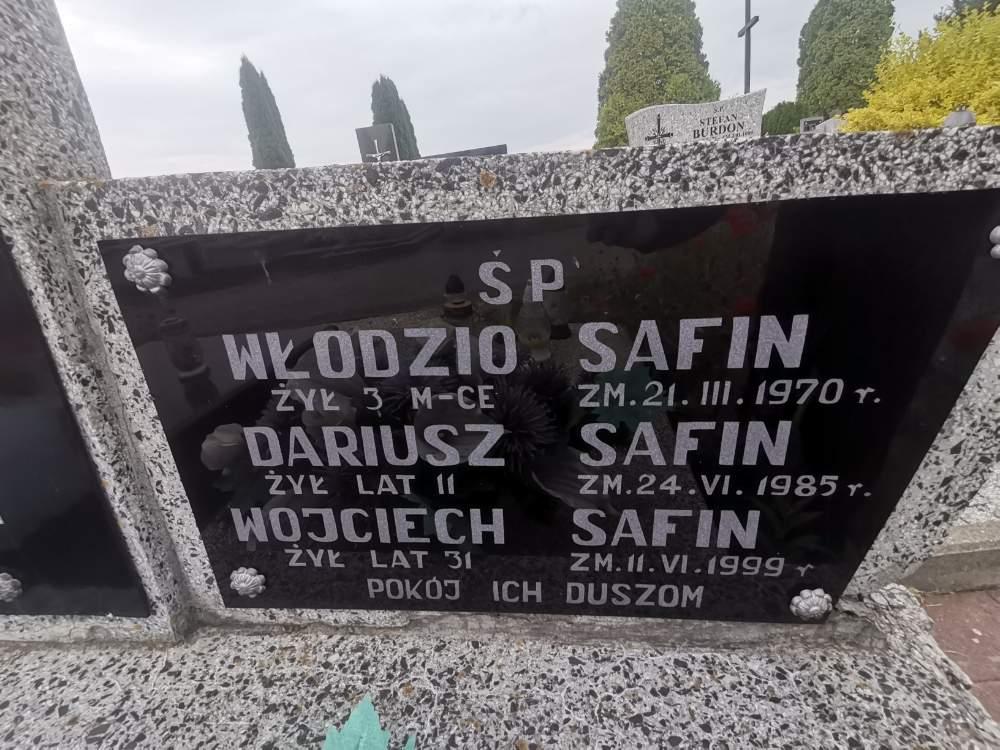 Ś.P.
STEFAN
BURDON
ŚP
WŁODZIO SAFIN
ŻYŁ 3 M-CE ZM. 21. III. 1970 r.
DARIUSZ SAFIN
ŻYŁ LAT 11 ZM. 24. VI. 1985 r.
WOJCIECH SAFIN
ŻYŁ LAT 31 ZM. 11. VI. 1999 r
POKÓJ ICH DUSZOM